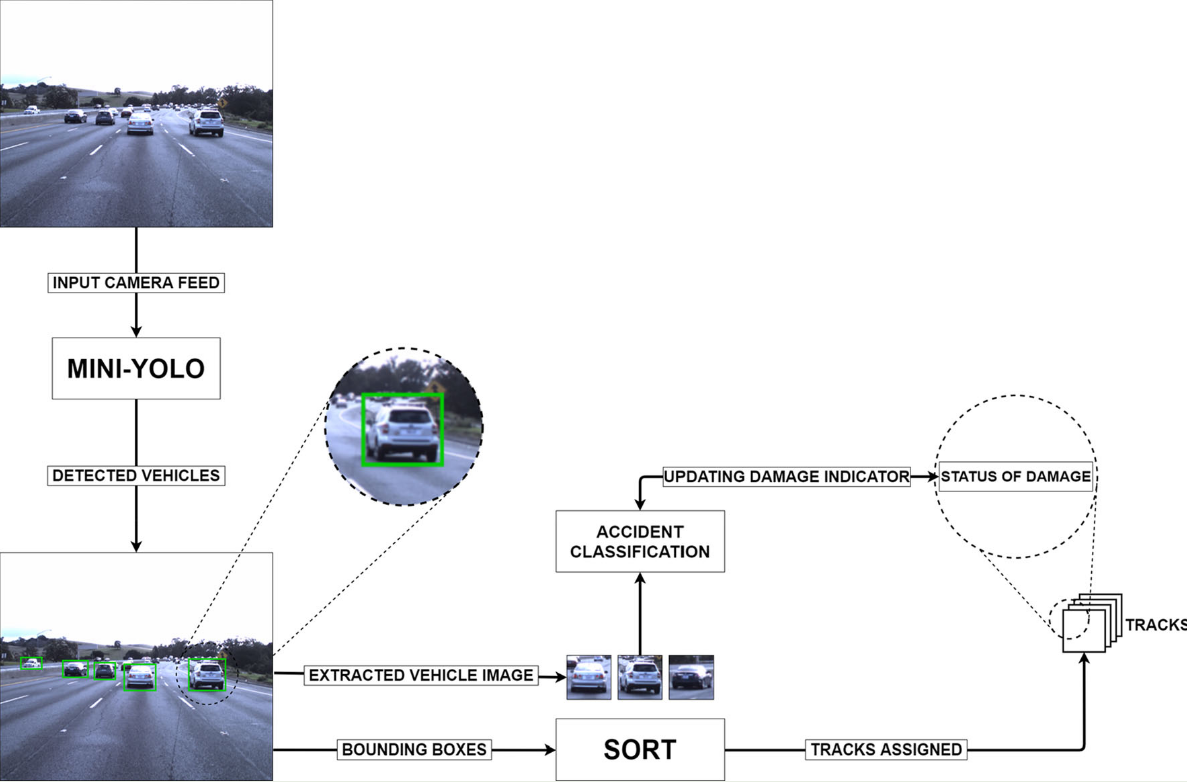 INPUT CAMERA FEED
MINI-YOLO
DETECTED VEHICLES
UPDATING DAMAGE INDICATOR
STATUS OF DAMAGE
ACCIDENT
CLASSIFICATION
TRACKS
EXTRACTED VEHICLE IMAGE
BOUNDING BOXES
SORT
TRACKS ASSIGNED